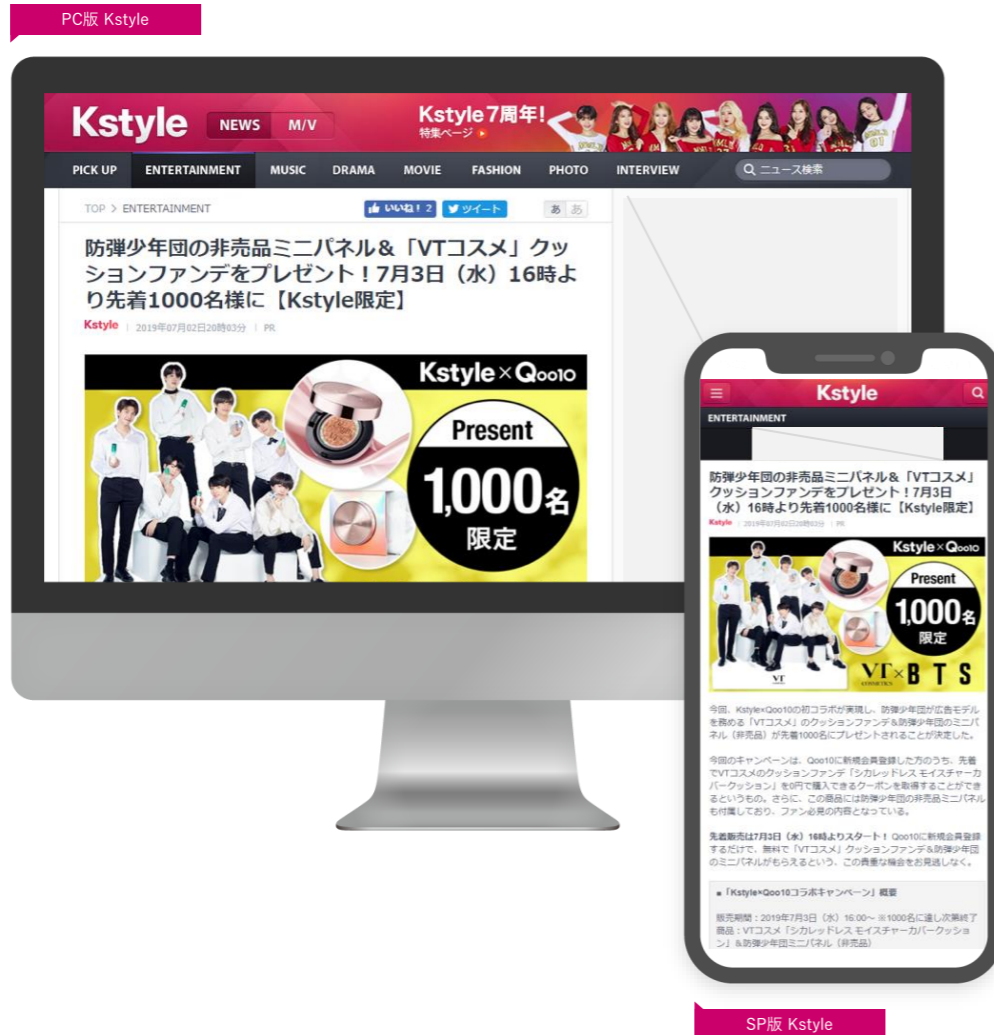 PC版 Kstyle
Kstyle NEWS M/V
Kstyle7周年!
特集ページ
PICK UP ENTERTAINMENT MUSIC DRAMA MOVIE FASHION PHOTO INTERVIEW ニュース検索
TOP > ENTERTAINMENT いいね! 2 ツイート あ あ
防弾少年団の非売品ミニパネル&「VTコスメ」クッ
ションファンデをプレゼント!7月3日(水)16時よ
り先着1000名様に【Kstyle限定】
Kstyle | 2019年07月02日20時03分 | PR
Kstyle×Qoo10
Present
1,000名
限定
Kstyle
ENTERTAINMENT
防弾少年団の非売品ミニパネル&「VTコスメ」
クッションファンデをプレゼント!7月3日
(水)16時より先着1000名様に【Kstyle限定】
Kstyle | 2019年07月02日20時03分 | PR
Kstyle×Qoo10
Present
1,000名
限定
VT
VT×BTS
COSMETICS
今回、Kstyle×Qoo10の初コラボが実現し、防弾少年団が広告モデル
を務める「VTコスメ」のクッションファンデ&防弾少年団のミニパ
ネル(非売品)が先着1000名にプレゼントされることが決定した。
今回のキャンペーンは、Qoo10に新規会員登録した方のうち、先着
でVTコスメのクッションファンデ「シカレッドレス モイスチャーカ
バークッション」を0円で購入できるクーポンを取得することができ
るというもの。さらに、この商品には防弾少年団の非売品ミニパネル
も付属しており、ファン必見の内容となっている。
先着販売は7月3日(水)16時よりスタート!Qoo10に新規会員登録
するだけで、無料で「VTコスメ」クッションファンデ&防弾少年団
のミニパネルがもらえるという、この貴重な機会をお見逃しなく。
■「Kstyle×Qoo10コラボキャンペーン」概要
販売期間:2019年7月3日(水)16:00~ ※1000名に達し次第終了
商品:VTコスメ「シカレッドレス モイスチャーカバークッショ
ン」&防弾少年団ミニパネル(非売品)
SP版 Kstyle